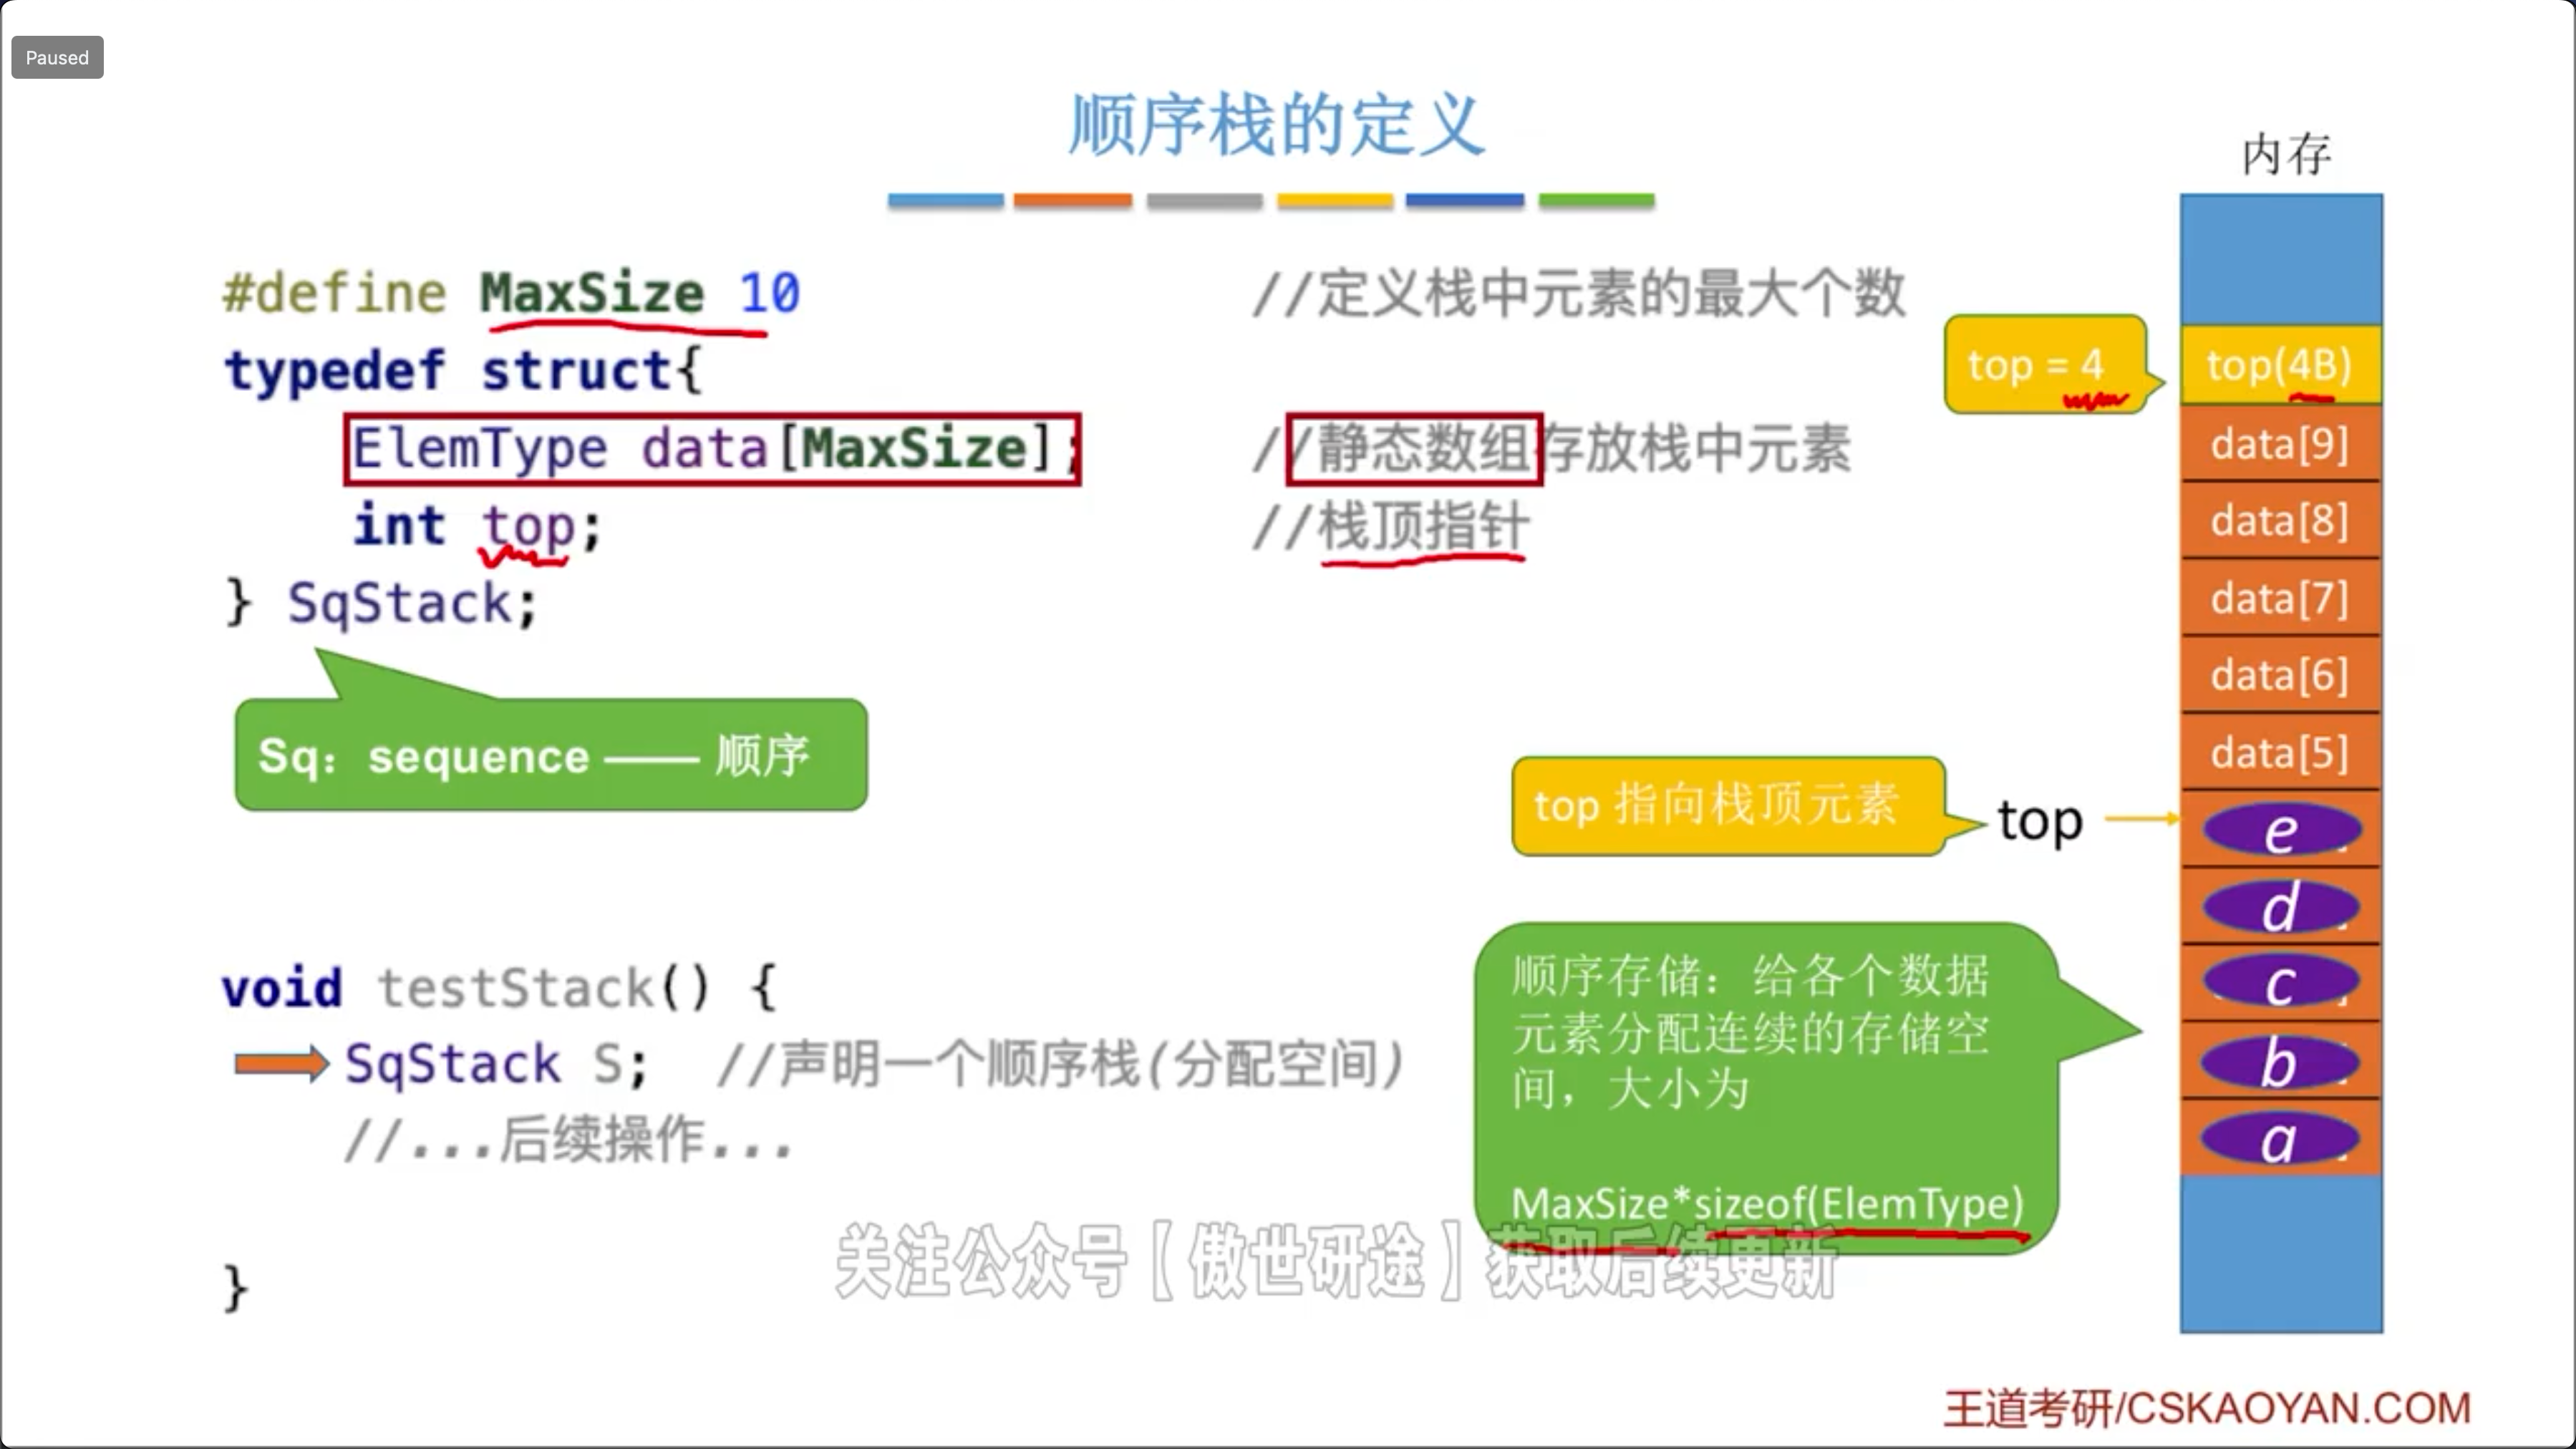 Paused
顺序栈的定义
#define MaxSize 10 //定义栈中元素的最大个数
typedef struct{
ElemType data[MaxSize]; //静态数组存放栈中元素
int top; //栈顶指针
} SqStack;
Sq：sequence —— 顺序
void testStack() {
SqStack S; //声明一个顺序栈(分配空间)
//...后续操作...
}
内存
top = 4
top(4B)
data[9]
data[8]
data[7]
data[6]
data[5]
top 指向栈顶元素
top
e
d
c
b
a
顺序存储：给各个数据
元素分配连续的存储空
间，大小为
MaxSize*sizeof(ElemType)
关注公众号【傲世研途】获取后续更新
王道考研/CSKAOYAN.COM